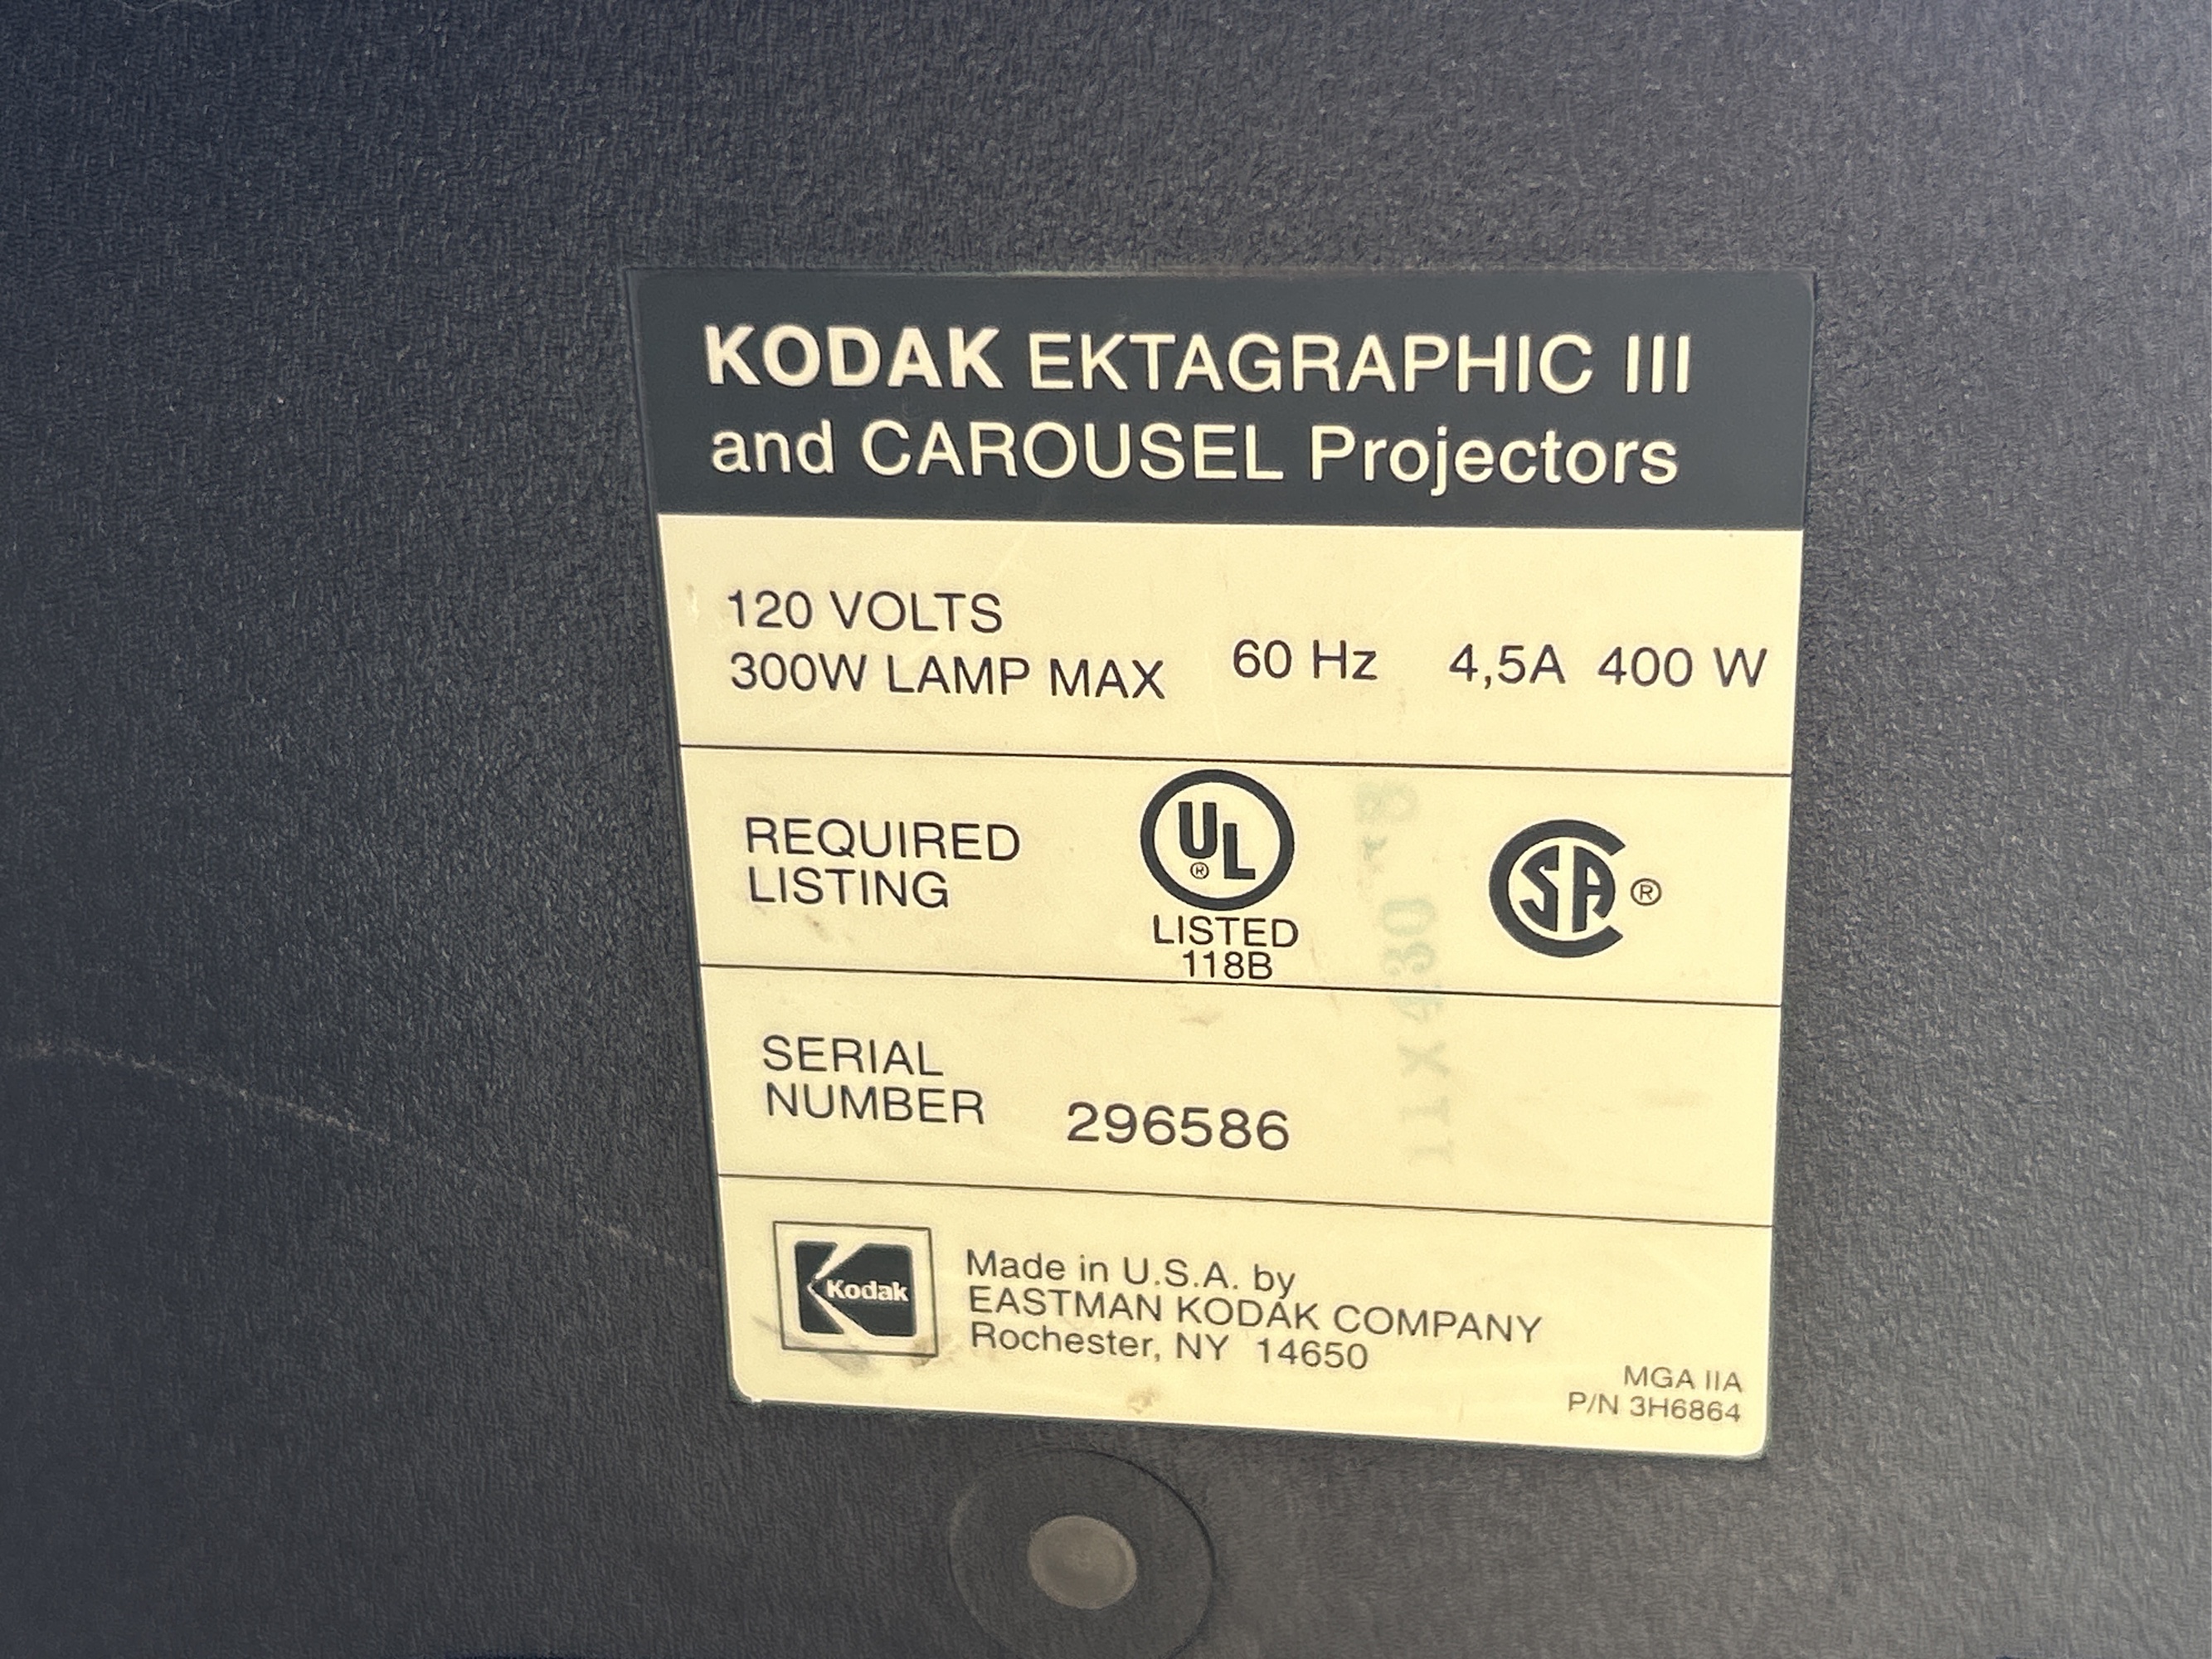 KODAK EKTAGRAPHIC III
and CAROUSEL Projectors
120 VOLTS
300W LAMP MAX 60 Hz 4,5A 400 W
REQUIRED
LISTING
UL
®
LISTED
118B
CSA ®
SERIAL
NUMBER 296586
Kodak
Made in U.S.A. by
EASTMAN KODAK COMPANY
Rochester, NY 14650
MGA IIA
P/N 3H6864